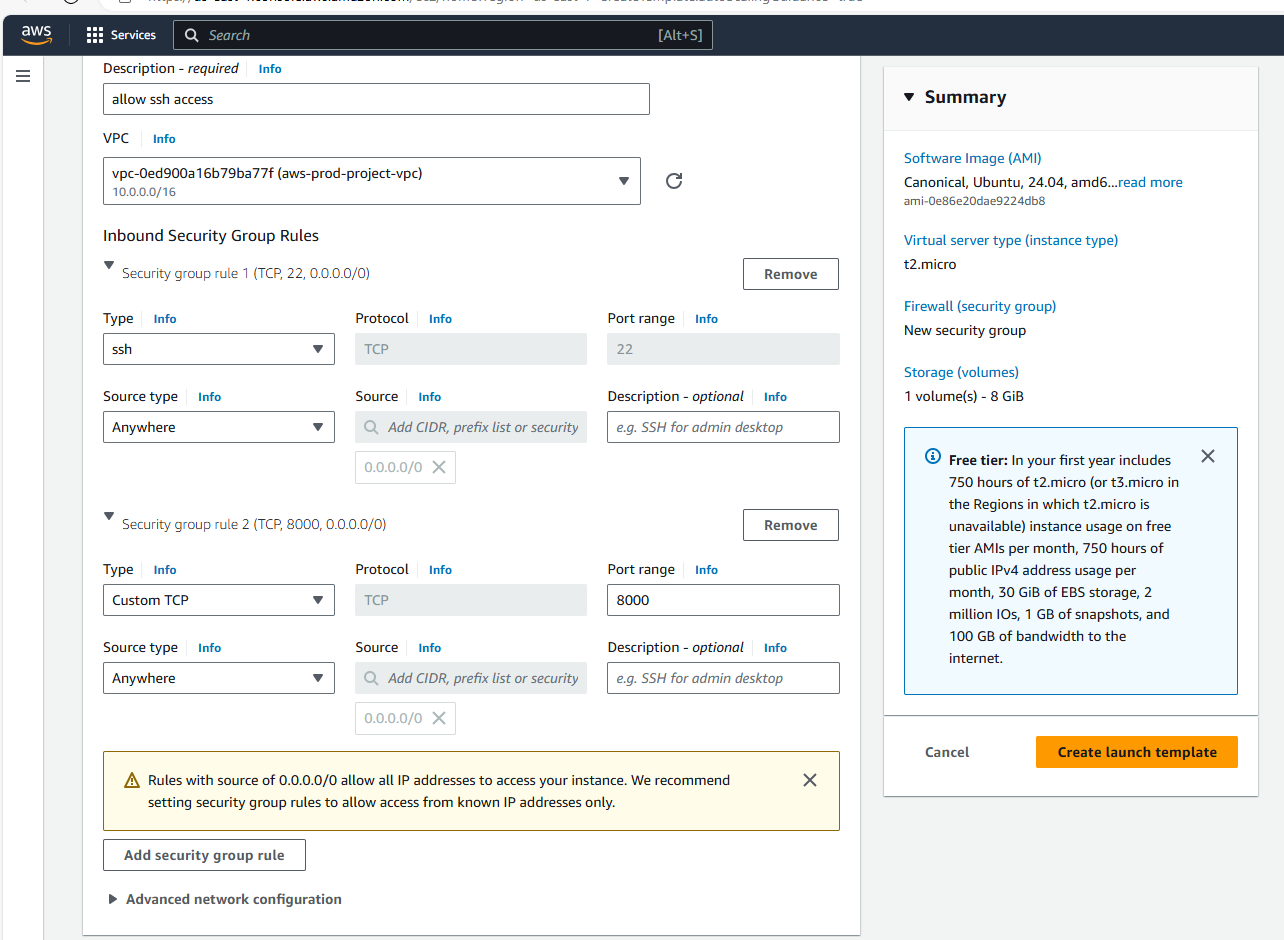 aws
Services
Search
[Alt+S]
Description - required
Info
allow ssh access
VPC
Info
vpc-0ed900a16b79ba77f (aws-prod-project-vpc)
10.0.0.0/16
Inbound Security Group Rules
Security group rule 1 (TCP, 22, 0.0.0.0/0)
Remove
Type Info
Protocol Info
Port range Info
ssh
TCP
22
Source type Info
Source Info
Description - optional Info
Anywhere
Add CIDR, prefix list or security
e.g. SSH for admin desktop
0.0.0.0/0
Security group rule 2 (TCP, 8000, 0.0.0.0/0)
Remove
Type Info
Protocol Info
Port range Info
Custom TCP
TCP
8000
Source type Info
Source Info
Description - optional Info
Anywhere
Add CIDR, prefix list or security
e.g. SSH for admin desktop
0.0.0.0/0
Rules with source of 0.0.0.0/0 allow all IP addresses to access your instance. We recommend
setting security group rules to allow access from known IP addresses only.
Add security group rule
Advanced network configuration
Summary
Software Image (AMI)
Canonical, Ubuntu, 24.04, amd6...read more
ami-0e86e20dae9224db8
Virtual server type (instance type)
t2.micro
Firewall (security group)
New security group
Storage (volumes)
1 volume(s) - 8 GiB
Free tier: In your first year includes
750 hours of t2.micro (or t3.micro in
the Regions in which t2.micro is
unavailable) instance usage on free
tier AMIs per month, 750 hours of
public IPv4 address usage per
month, 30 GiB of EBS storage, 2
million IOs, 1 GB of snapshots, and
100 GB of bandwidth to the
internet.
Cancel
Create launch template